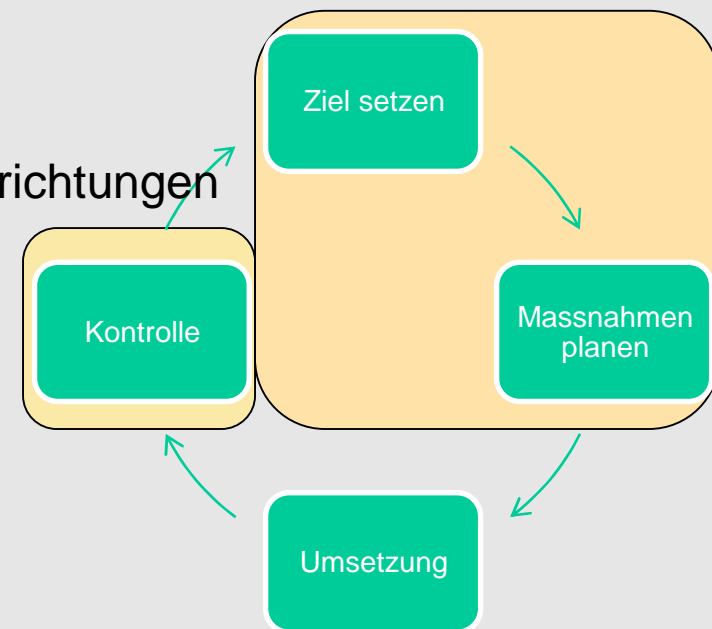 Ziel setzen
richtungen
Kontrolle
Massnahmen
planen
Umsetzung